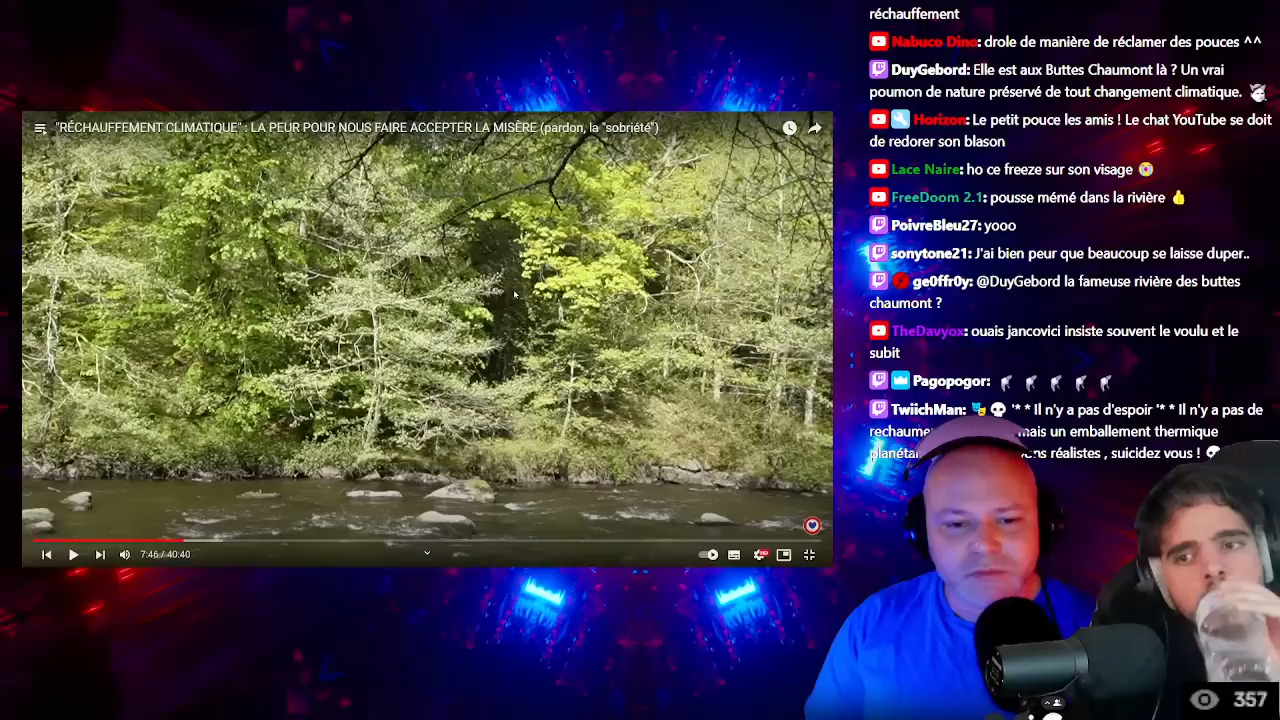 "RÉCHAUFFEMENT CLIMATIQUE" : LA PEUR POUR NOUS FAIRE ACCEPTER LA MISÈRE (pardon, la "sobriété")
7:46 / 40:40
HD
réchauffement
Nabuco Dino: drole de manière de réclamer des pouces ^^
DuyGebord: Elle est aux Buttes Chaumont là ? Un vrai
poumon de nature préservé de tout changement climatique.
Horizon: Le petit pouce les amis ! Le chat YouTube se doit
de redorer son blason
Lace Naire: ho ce freeze sur son visage 😭
FreeDoom 2.1: pousse mémé dans la rivière 👍
PoivreBleu27: yooo
sonytone21: J'ai bien peur que beaucoup se laisse duper..
ge0ffr0y: @DuyGebord la fameuse rivière des buttes
chaumont ?
TheDavyox: ouais jancovici insiste souvent le voulu et le
subit
Pagopogor:
TwiichMan: 🎭 💀 '* * Il n'y a pas d'espoir '* * Il n'y a pas de
mais un emballement thermique
réalistes , suicidez vous ! 💀
357